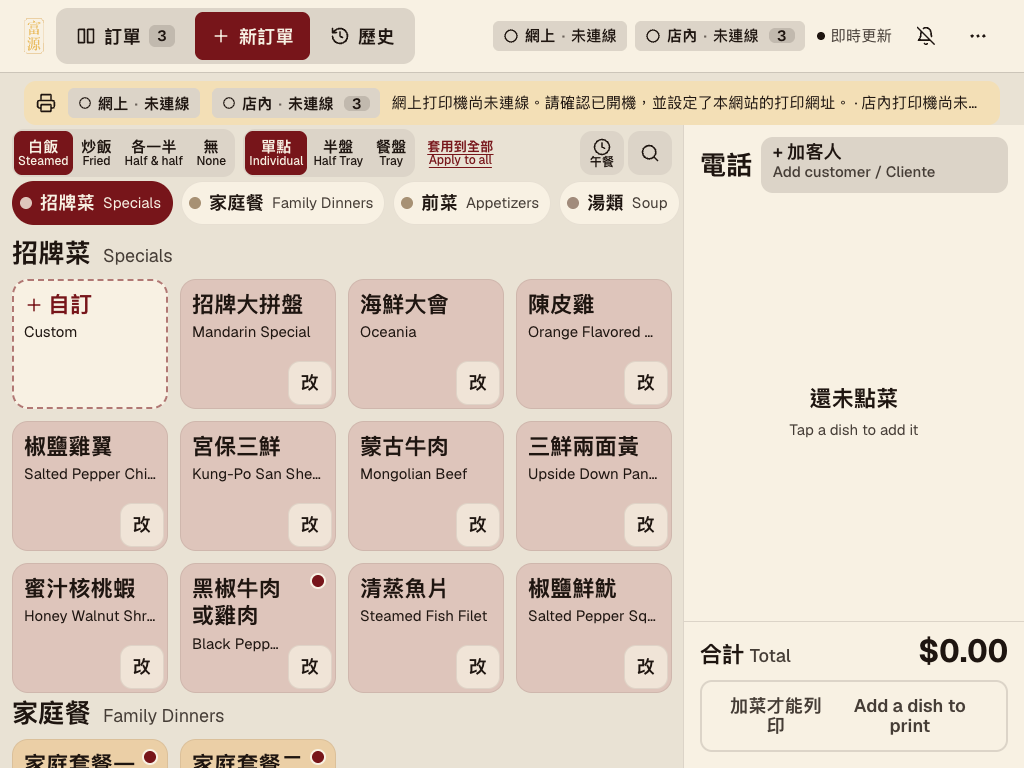 富源
訂單 3
新訂單
歷史
網上 · 未連線
店內 · 未連線 3
即時更新
網上 · 未連線
店內 · 未連線 3
網上打印機尚未連線。請確認已開機，並設定了本網站的打印網址。 · 店內打印機尚未…
白飯
Steamed
炒飯
Fried
各一半
Half & half
無
None
單點
Individual
半盤
Half Tray
餐盤
Tray
套用到全部
Apply to all
午餐
招牌菜 Specials
家庭餐 Family Dinners
前菜 Appetizers
湯類 Soup
招牌菜 Specials
+ 自訂
Custom
招牌大拼盤
Mandarin Special
改
海鮮大會
Oceania
改
陳皮雞
Orange Flavored …
改
椒鹽雞翼
Salted Pepper Chi…
改
宮保三鮮
Kung-Po San She…
改
蒙古牛肉
Mongolian Beef
改
三鮮兩面黃
Upside Down Pan…
改
蜜汁核桃蝦
Honey Walnut Shr…
改
黑椒牛肉
或雞肉
Black Pepp…
改
清蒸魚片
Steamed Fish Filet
改
椒鹽鮮魷
Salted Pepper Sq…
改
家庭餐 Family Dinners
家庭套餐一
家庭套餐二
電話
+ 加客人
Add customer / Cliente
還未點菜
Tap a dish to add it
合計 Total
$0.00
加菜才能列
印
Add a dish to
print